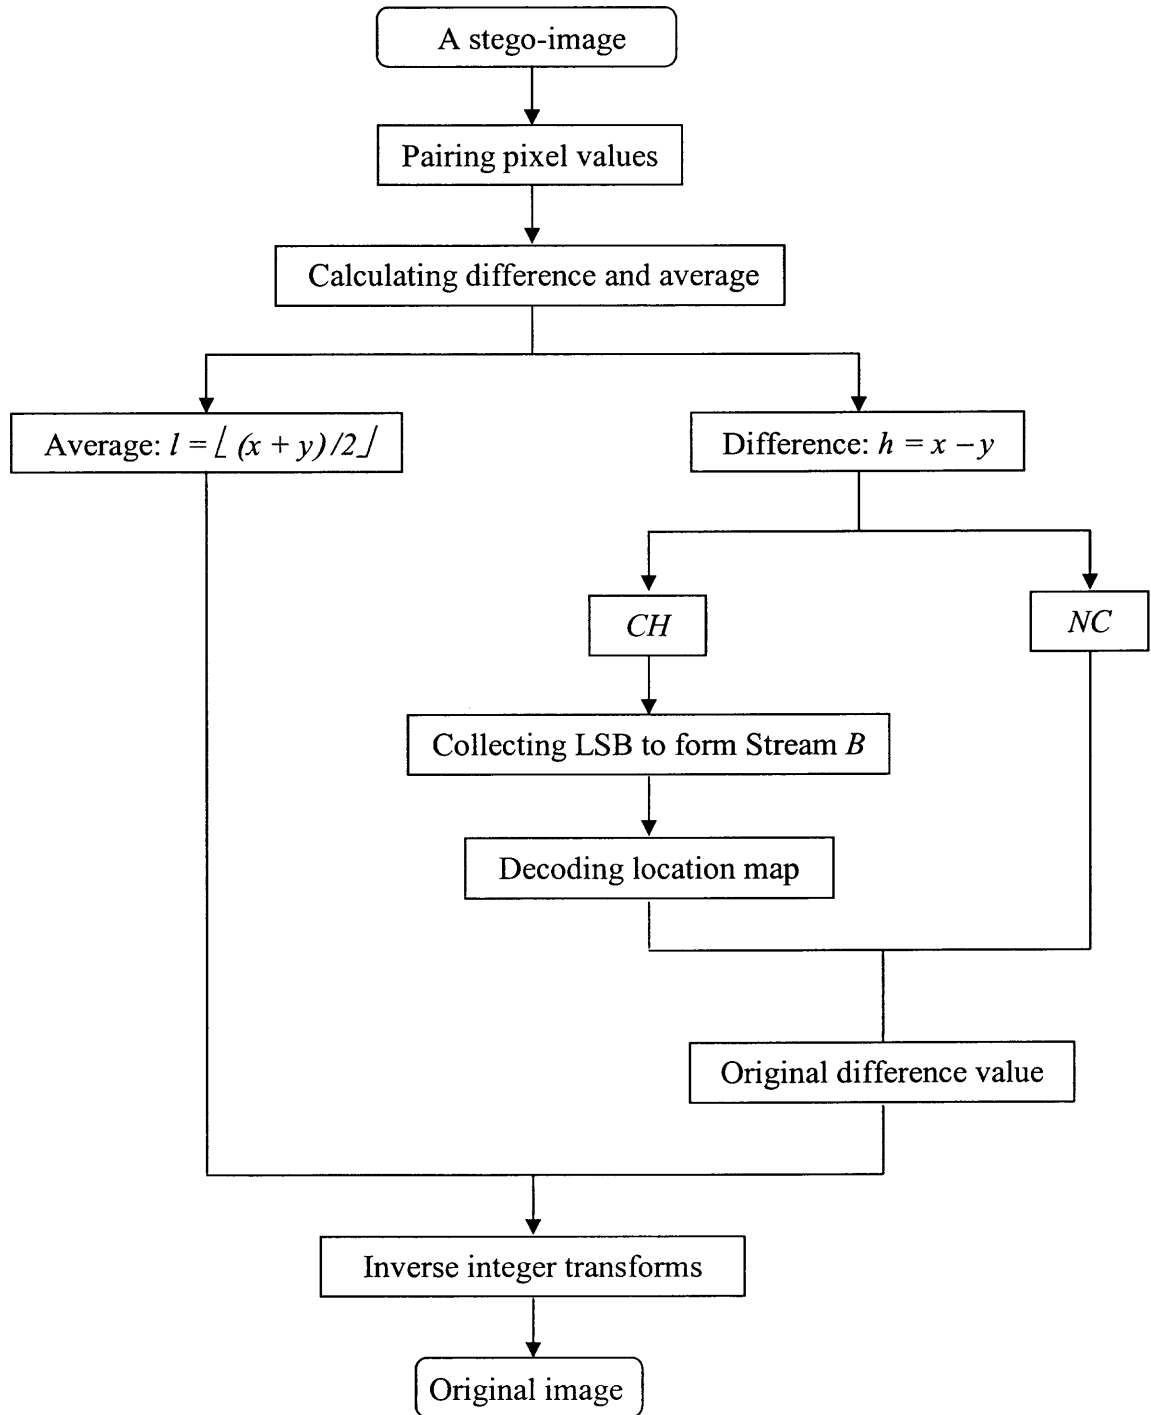 A stego-image
Pairing pixel values
Calculating difference and average
Average: l = ⌊ (x + y)/2⌋
Difference: h = x – y
CH
NC
Collecting LSB to form Stream B
Decoding location map
Original difference value
Inverse integer transforms
Original image